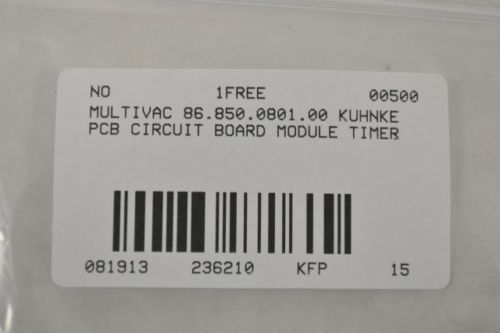 NO 1FREE 00500
MULTIVAC 86.850.0801.00 KUHNKE
PCB CIRCUIT BOARD MODULE TIMER
081913 236210 KFP 15